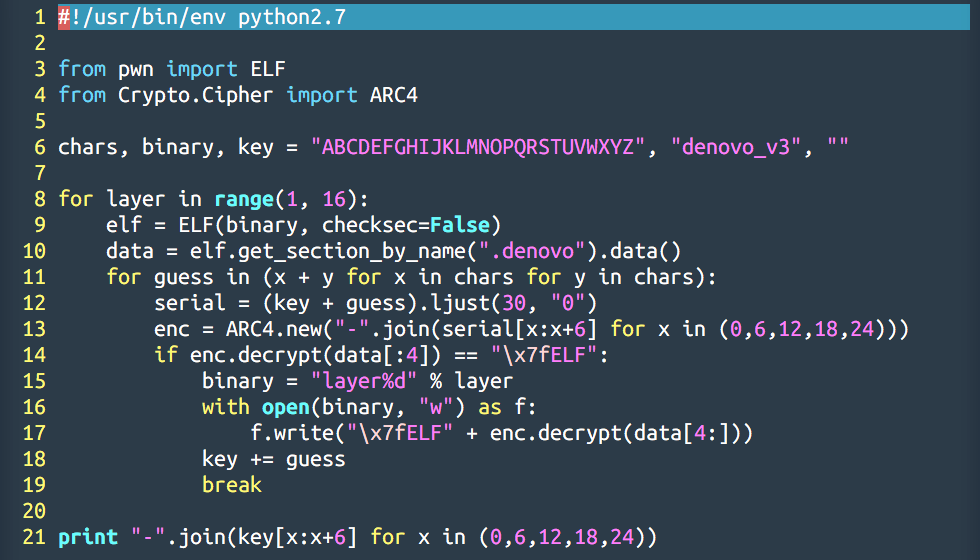 1 #!/usr/bin/env python2.7
2
3 from pwn import ELF
4 from Crypto.Cipher import ARC4
5
6 chars, binary, key = "ABCDEFGHIJKLMNOPQRSTUVWXYZ", "denovo_v3", ""
7
8 for layer in range(1, 16):
9     elf = ELF(binary, checksec=False)
10     data = elf.get_section_by_name(".denovo").data()
11     for guess in (x + y for x in chars for y in chars):
12         serial = (key + guess).ljust(30, "0")
13         enc = ARC4.new("-".join(serial[x:x+6] for x in (0,6,12,18,24)))
14         if enc.decrypt(data[:4]) == "\x7fELF":
15             binary = "layer%d" % layer
16             with open(binary, "w") as f:
17                 f.write("\x7fELF" + enc.decrypt(data[4:]))
18             key += guess
19             break
20
21 print "-".join(key[x:x+6] for x in (0,6,12,18,24))